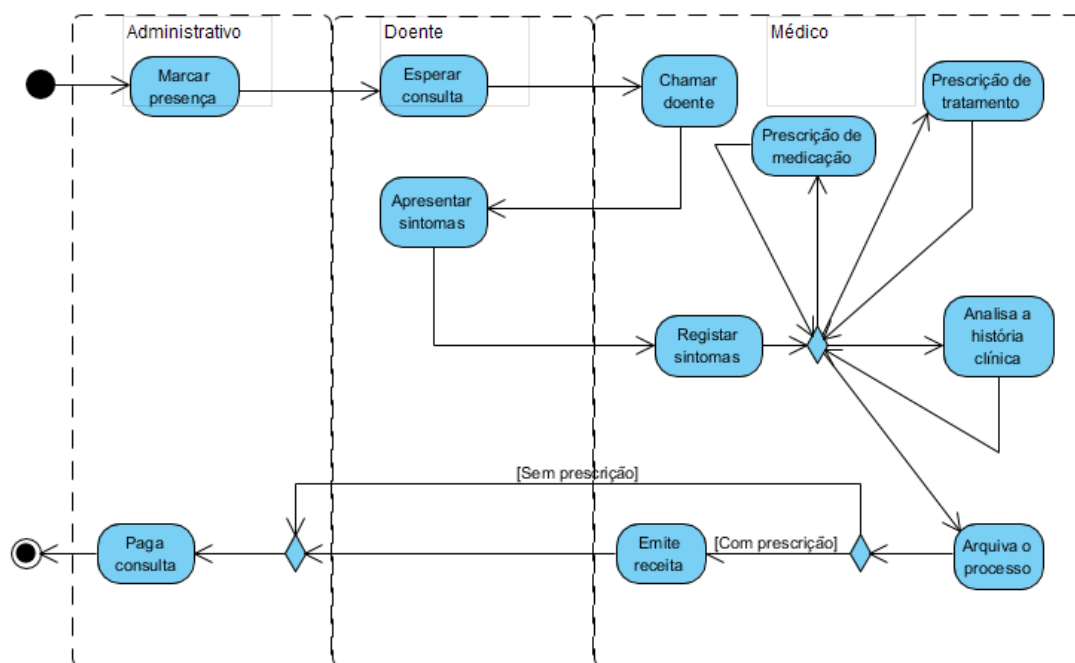 Administrativo
Doente
Médico
Marcar
presença
Esperar
consulta
Chamar
doente
Prescrição de
medicação
Prescrição de
tratamento
Apresentar
sintomas
Registar
sintomas
Analisa a
história
clínica
[Sem prescrição]
Paga
consulta
Emite
receita
[Com prescrição]
Arquiva o
processo